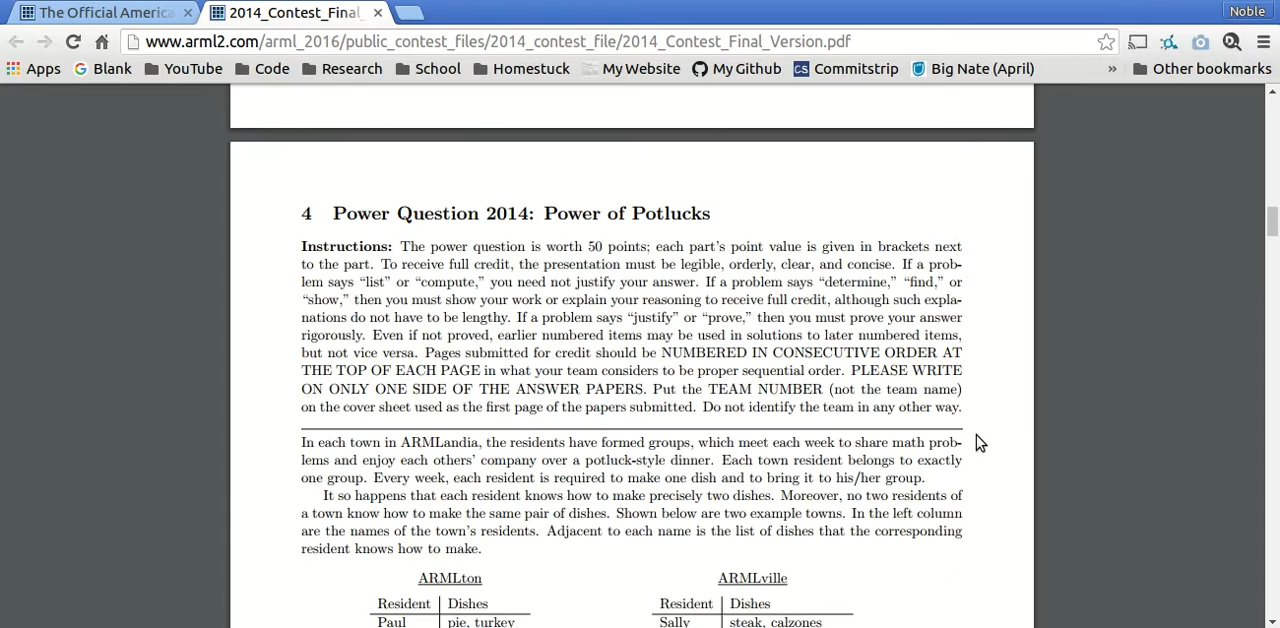 The Official America
2014_Contest_Final_
Noble
www.arml2.com/arml_2016/public_contest_files/2014_contest_file/2014_Contest_Final_Version.pdf
Apps Blank YouTube Code Research School Homestuck My Website My Github CS Commitstrip Big Nate (April) » Other bookmarks
4 Power Question 2014: Power of Potlucks
Instructions: The power question is worth 50 points; each part's point value is given in brackets next
to the part. To receive full credit, the presentation must be legible, orderly, clear, and concise. If a prob-
lem says "list" or "compute," you need not justify your answer. If a problem says "determine," "find," or
"show," then you must show your work or explain your reasoning to receive full credit, although such expla-
nations do not have to be lengthy. If a problem says "justify" or "prove," then you must prove your answer
rigorously. Even if not proved, earlier numbered items may be used in solutions to later numbered items,
but not vice versa. Pages submitted for credit should be NUMBERED IN CONSECUTIVE ORDER AT
THE TOP OF EACH PAGE in what your team considers to be proper sequential order. PLEASE WRITE
ON ONLY ONE SIDE OF THE ANSWER PAPERS. Put the TEAM NUMBER (not the team name)
on the cover sheet used as the first page of the papers submitted. Do not identify the team in any other way.
In each town in ARMLandia, the residents have formed groups, which meet each week to share math prob-
lems and enjoy each others' company over a potluck-style dinner. Each town resident belongs to exactly
one group. Every week, each resident is required to make one dish and to bring it to his/her group.
It so happens that each resident knows how to make precisely two dishes. Moreover, no two residents of
a town know how to make the same pair of dishes. Shown below are two example towns. In the left column
are the names of the town's residents. Adjacent to each name is the list of dishes that the corresponding
resident knows how to make.
ARMLton ARMLville
Resident Dishes Resident Dishes
Paul pie, turkey Sally steak, calzones